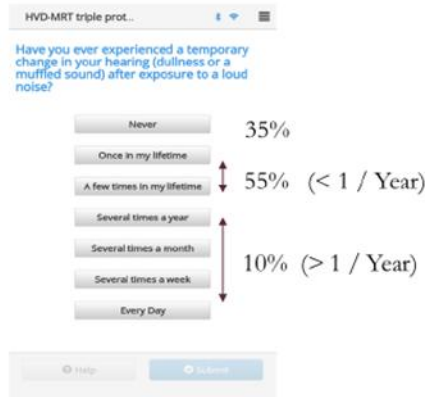 HVD-MRT triple prot...
Have you ever experienced a temporary
change in your hearing (dullness or a
muffled sound) after exposure to a loud
noise?
Never
35%
Once in my lifetime
A few times in my lifetime
55% (< 1 / Year)
Several times a year
Several times a month
10% (> 1 / Year)
Several times a week
Every Day
Help
Submit